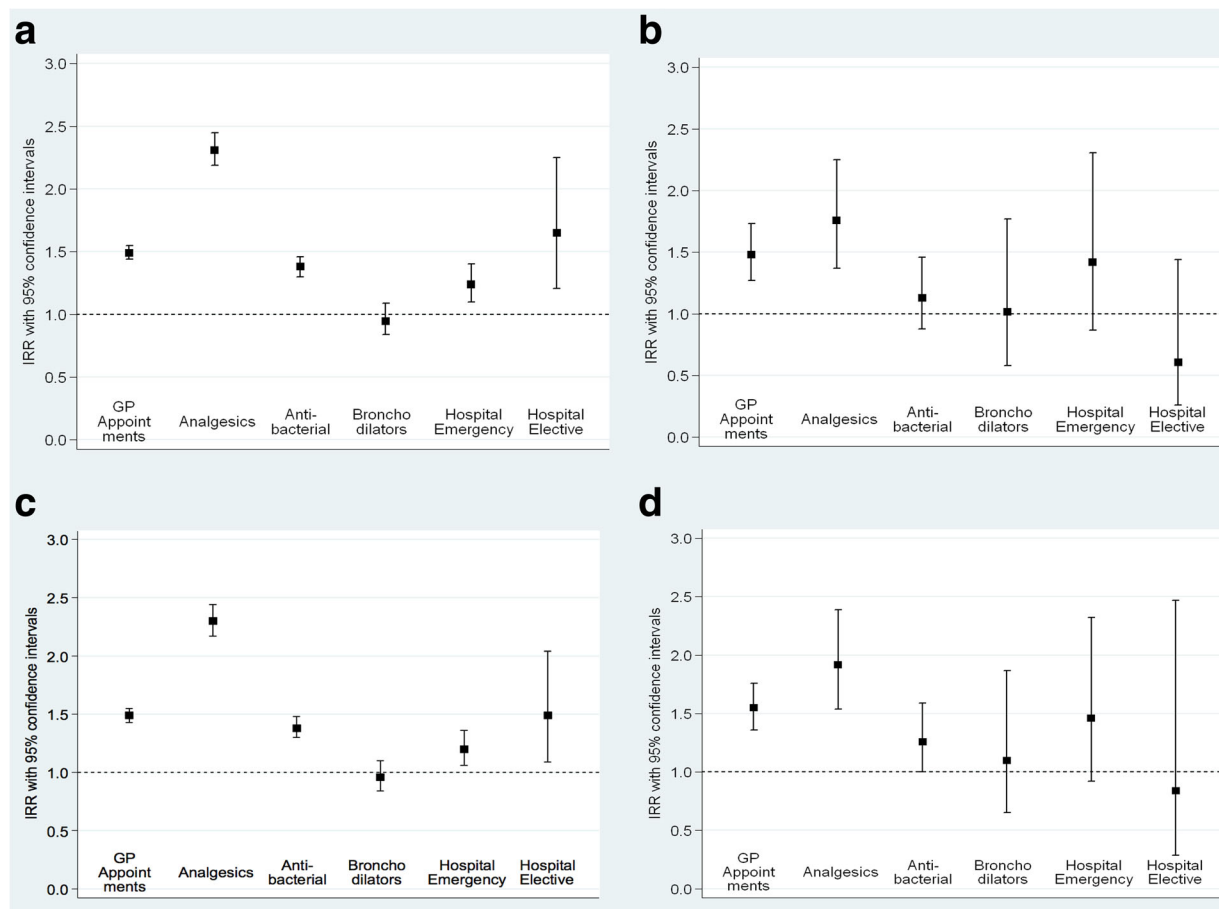 a
IRR with 95% confidence intervals
3.0
2.5
2.0
1.5
1.0
0.5
0.0
GP
Appoint
ments
Analgesics
Anti-
bacterial
Broncho
dilators
Hospital
Emergency
Hospital
Elective
b
IRR with 95% confidence intervals
3.0
2.5
2.0
1.5
1.0
0.5
0.0
GP
Appoint
ments
Analgesics
Anti-
bacterial
Broncho
dilators
Hospital
Emergency
Hospital
Elective
c
IRR with 95% confidence intervals
3.0
2.5
2.0
1.5
1.0
0.5
0.0
GP
Appoint
ments
Analgesics
Anti-
bacterial
Broncho
dilators
Hospital
Emergency
Hospital
Elective
d
IRR with 95% confidence intervals
3.0
2.5
2.0
1.5
1.0
0.5
0.0
GP
Appoint
ments
Analgesics
Anti-
bacterial
Broncho
dilators
Hospital
Emergency
Hospital
Elective